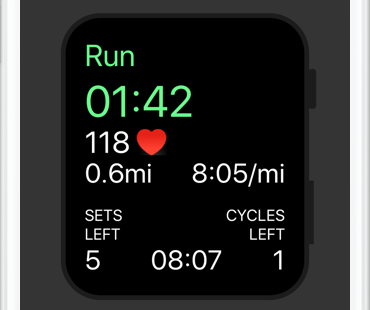 Run
01:42
118
0.6mi 8:05/mi
SETS LEFT CYCLES LEFT
5 08:07 1